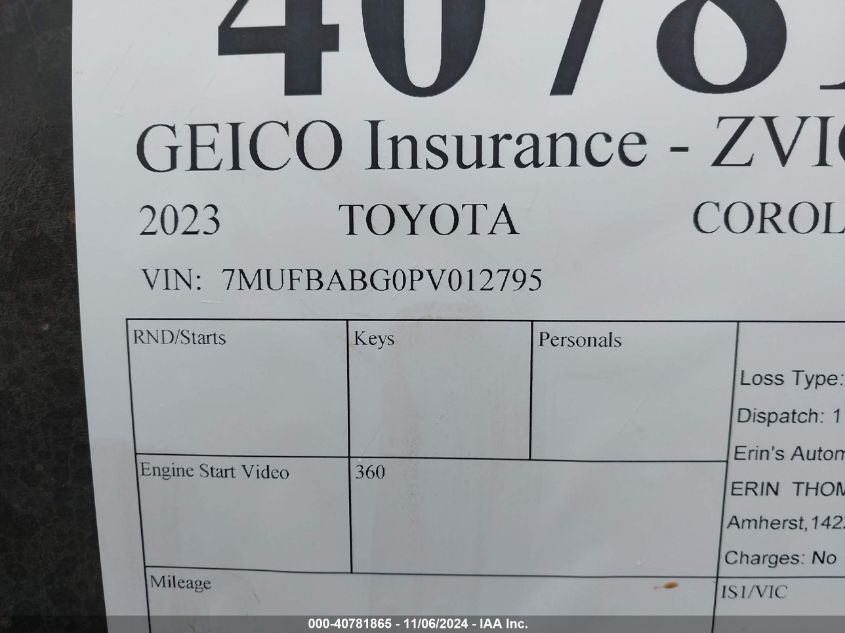 4078
GEICO Insurance - ZVIC
2023 TOYOTA COROL
VIN: 7MUFBABG0PV012795
RND/Starts Keys Personals
Loss Type:
Dispatch: 1
Erin's Autom
ERIN THOM
Amherst,142
Charges: No
Engine Start Video 360
Mileage
IS1/VIC
000-40781865 - 11/06/2024 - IAA Inc.